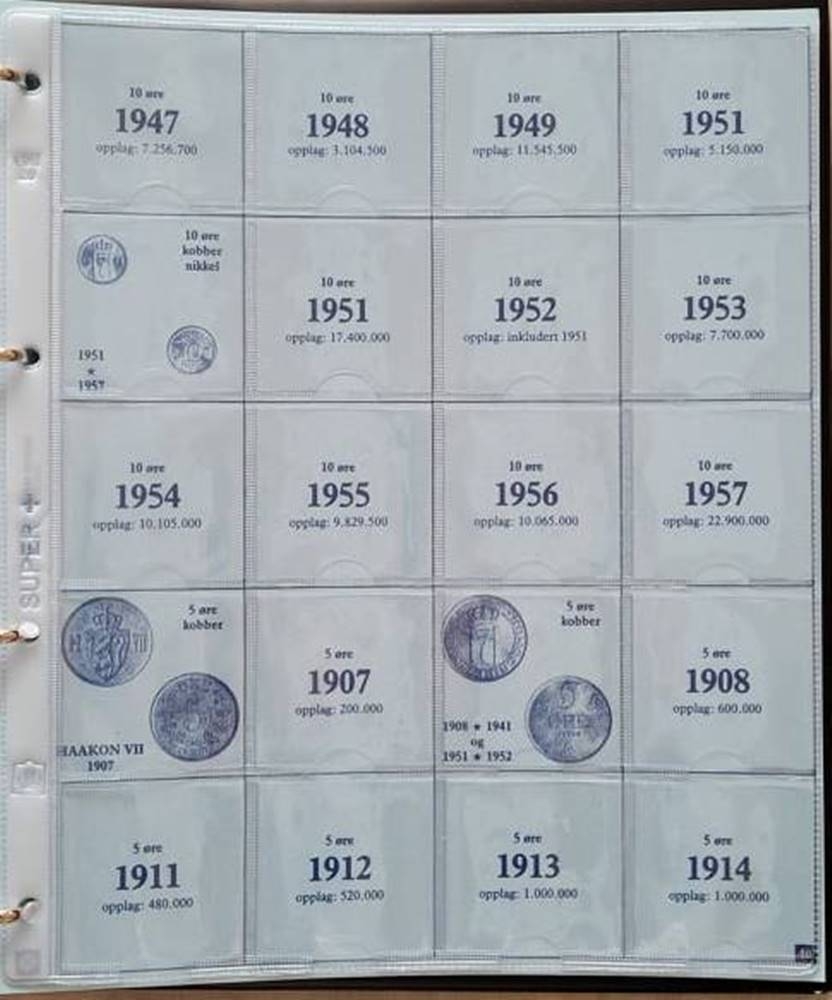 10 øre
1947
opplag: 7.256.700
10 øre
1948
opplag: 3.104.500
10 øre
1949
opplag: 11.545.500
10 øre
1951
opplag: 5.150.000
10 øre
kobber
nikkel
1951
★
1957
10 øre
1951
opplag: 17.400.000
10 øre
1952
opplag: inkludert 1951
10 øre
1953
opplag: 7.700.000
10 øre
1954
opplag: 10.105.000
10 øre
1955
opplag: 9.829.500
10 øre
1956
opplag: 10.065.000
10 øre
1957
opplag: 22.900.000
5 øre
kobber
HAAKON VII
1907
5 øre
1907
opplag: 200.000
5 øre
kobber
1908 ★ 1941
og
1951 ★ 1952
5 øre
1908
opplag: 600.000
5 øre
1911
opplag: 480.000
5 øre
1912
opplag: 520.000
5 øre
1913
opplag: 1.000.000
5 øre
1914
opplag: 1.000.000
SUPER +